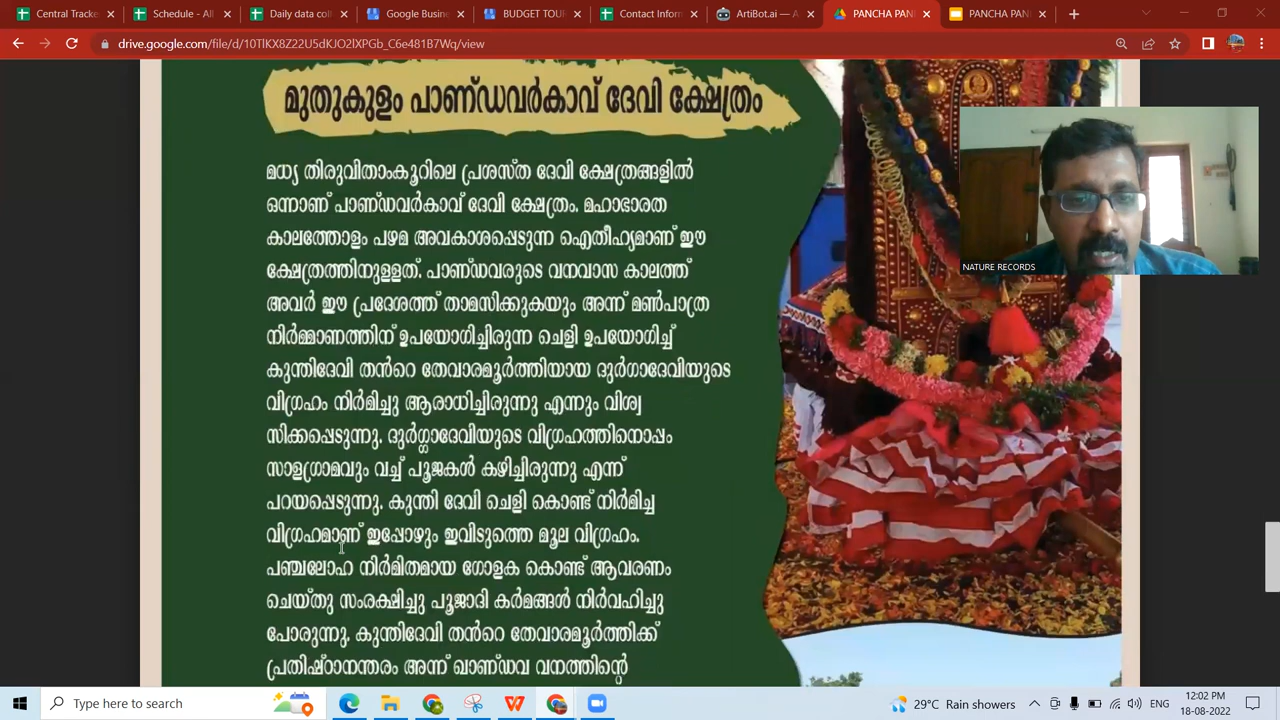 Central Tracke
Schedule - All
Daily data coll
Google Busin
BUDGET TOUR
Contact Inform
ArtiBot.ai — A
PANCHA PAN
PANCHA PAN
drive.google.com/file/d/10TlKX8Z22U5dKJO2lXPGb_C6e481B7Wq/view
മുതുകുളം പാണ്ഡവർകാവ് ദേവി ക്ഷേത്രം
മധ്യ തിരുവിതാംകൂറിലെ പ്രശസ്ത ദേവി ക്ഷേത്രങ്ങളിൽ
ഒന്നാണ് പാണ്ഡവർകാവ് ദേവി ക്ഷേത്രം. മഹാഭാരത
കാലത്തോളം പഴമ അവകാശപ്പെടുന്ന ഐതീഹ്യമാണ് ഈ
ക്ഷേത്രത്തിനുള്ളത്. പാണ്ഡവരുടെ വനവാസ കാലത്ത്
അവർ ഈ പ്രദേശത്ത് താമസിക്കുകയും അന്ന് മൺപാത്ര
നിർമ്മാണത്തിന് ഉപയോഗിച്ചിരുന്ന ചെളി ഉപയോഗിച്ച്
കുന്തിദേവി തൻറെ തേവാരമൂർത്തിയായ ദുർഗാദേവിയുടെ
വിഗ്രഹം നിർമിച്ചു ആരാധിച്ചിരുന്നു എന്നും വിശ്വ
സിക്കപ്പെടുന്നു. ദുർഗ്ഗാദേവിയുടെ വിഗ്രഹത്തിനൊപ്പം
സാളഗ്രാമവും വച്ച് പൂജകൾ കഴിച്ചിരുന്നു എന്ന്
പറയപ്പെടുന്നു. കുന്തി ദേവി ചെളി കൊണ്ട് നിർമിച്ച
വിഗ്രഹമാണ് ഇപ്പോഴും ഇവിടുത്തെ മൂല വിഗ്രഹം.
പഞ്ചലോഹ നിർമിതമായ ഗോളക കൊണ്ട് ആവരണം
ചെയ്തു സംരക്ഷിച്ചു പൂജാദി കർമങ്ങൾ നിർവഹിച്ചു
പോരുന്നു. കുന്തിദേവി തൻറെ തേവാരമൂർത്തിക്ക്
പ്രതിഷ്ഠാനന്തരം അന്ന് ഖാണ്ഡവ വനത്തിന്റെ
NATURE RECORDS
Type here to search
29°C Rain showers
ENG
12:02 PM
18-08-2022